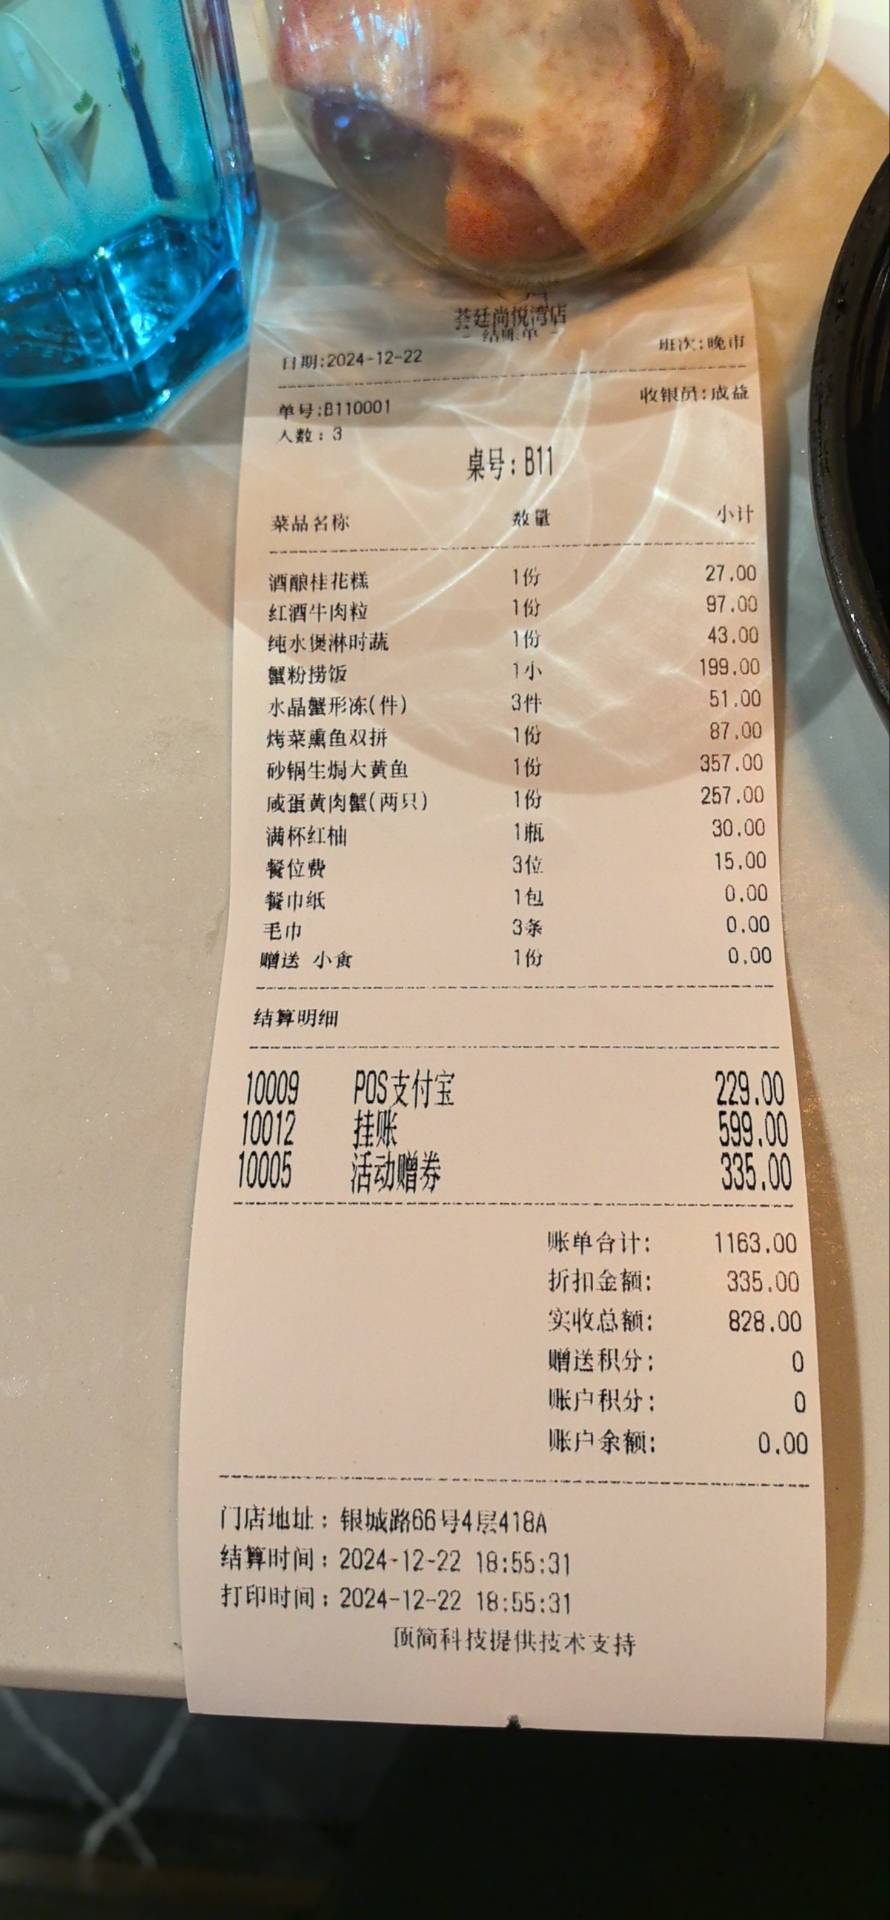 荟廷尚悦湾店
结账单
日期:2024-12-22 班次:晚市
单号:B110001 收银员:成益
人数:3
桌号:B11
菜品名称 数量 小计
酒酿桂花糕 1份 27.00
红酒牛肉粒 1份 97.00
纯水煲淋时蔬 1份 43.00
蟹粉捞饭 1小 199.00
水晶蟹形冻(件) 3件 51.00
烤菜熏鱼双拼 1份 87.00
砂锅生焗大黄鱼 1份 357.00
咸蛋黄肉蟹(两只) 1份 257.00
满杯红柚 1瓶 30.00
餐位费 3位 15.00
餐巾纸 1包 0.00
毛巾 3条 0.00
赠送 小食 1份 0.00
结算明细
10009 POS支付宝 229.00
10012 挂账 599.00
10005 活动赠券 335.00
账单合计: 1163.00
折扣金额: 335.00
实收总额: 828.00
赠送积分: 0
账户积分: 0
账户余额: 0.00
门店地址:银城路66号4层418A
结算时间:2024-12-22 18:55:31
打印时间:2024-12-22 18:55:31
顶简科技提供技术支持